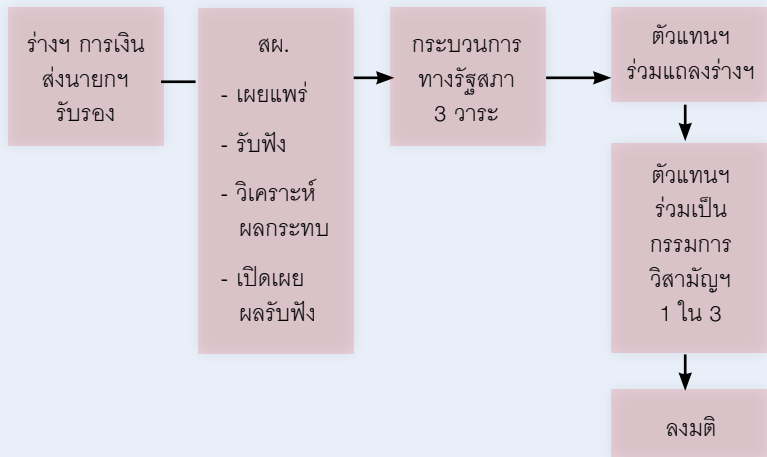 ร่างฯ การเงิน
ส่งนายกฯ
รับรอง
สผ.
- เผยแพร่
- รับฟัง
- วิเคราะห์
ผลกระทบ
- เปิดเผย
ผลรับฟัง
กระบวนการ
ทางรัฐสภา
3 วาระ
ตัวแทนฯ
ร่วมแถลงร่างฯ
ตัวแทนฯ
ร่วมเป็น
กรรมการ
วิสามัญฯ
1 ใน 3
ลงมติ